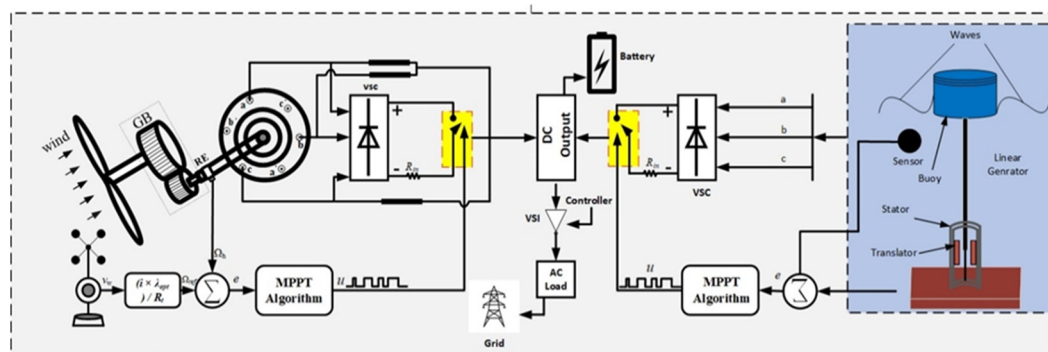 wind
GB
RE
a
c
b
a
c
vsc
+
-
Rin
Battery
DC
Output
VSI
Controller
AC
Load
Grid
+
-
Rin
VSC
a
b
c
Waves
Sensor
Buoy
Linear
Genrator
Stator
Translator
Ωh
Vw
(i × λopt
) / Rt
Ωref
Σ
e
MPPT
Algorithm
u
u
MPPT
Algorithm
e
Σ